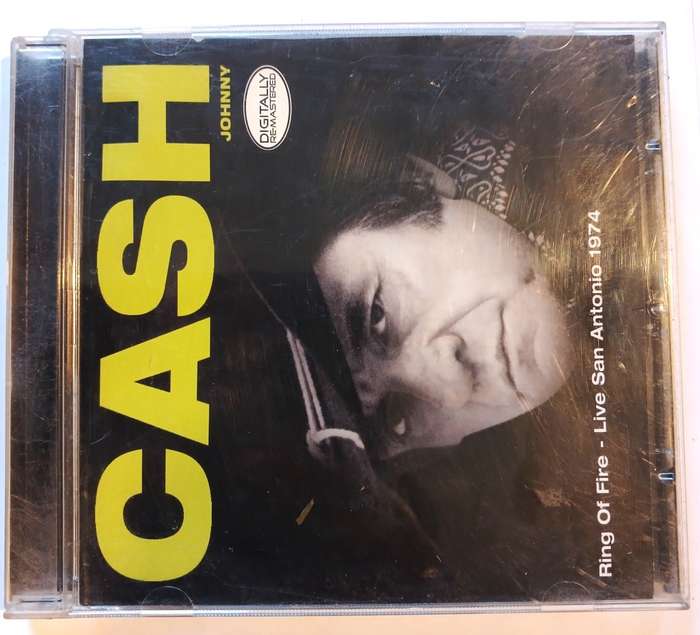 JOHNNY
CASH
DIGITALLY
RE-MASTERED
Ring Of Fire - Live San Antonio 1974